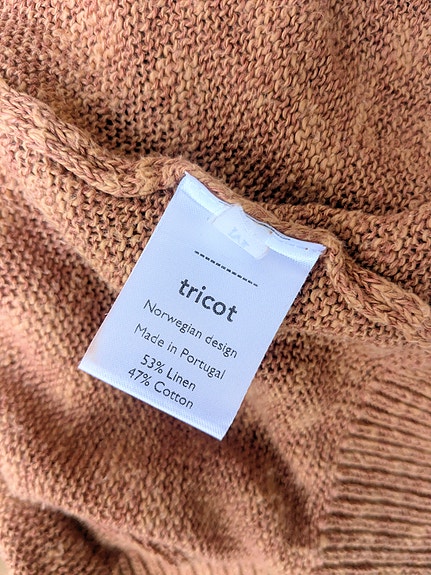 tricot
Norwegian design
Made in Portugal
53% Linen
47% Cotton